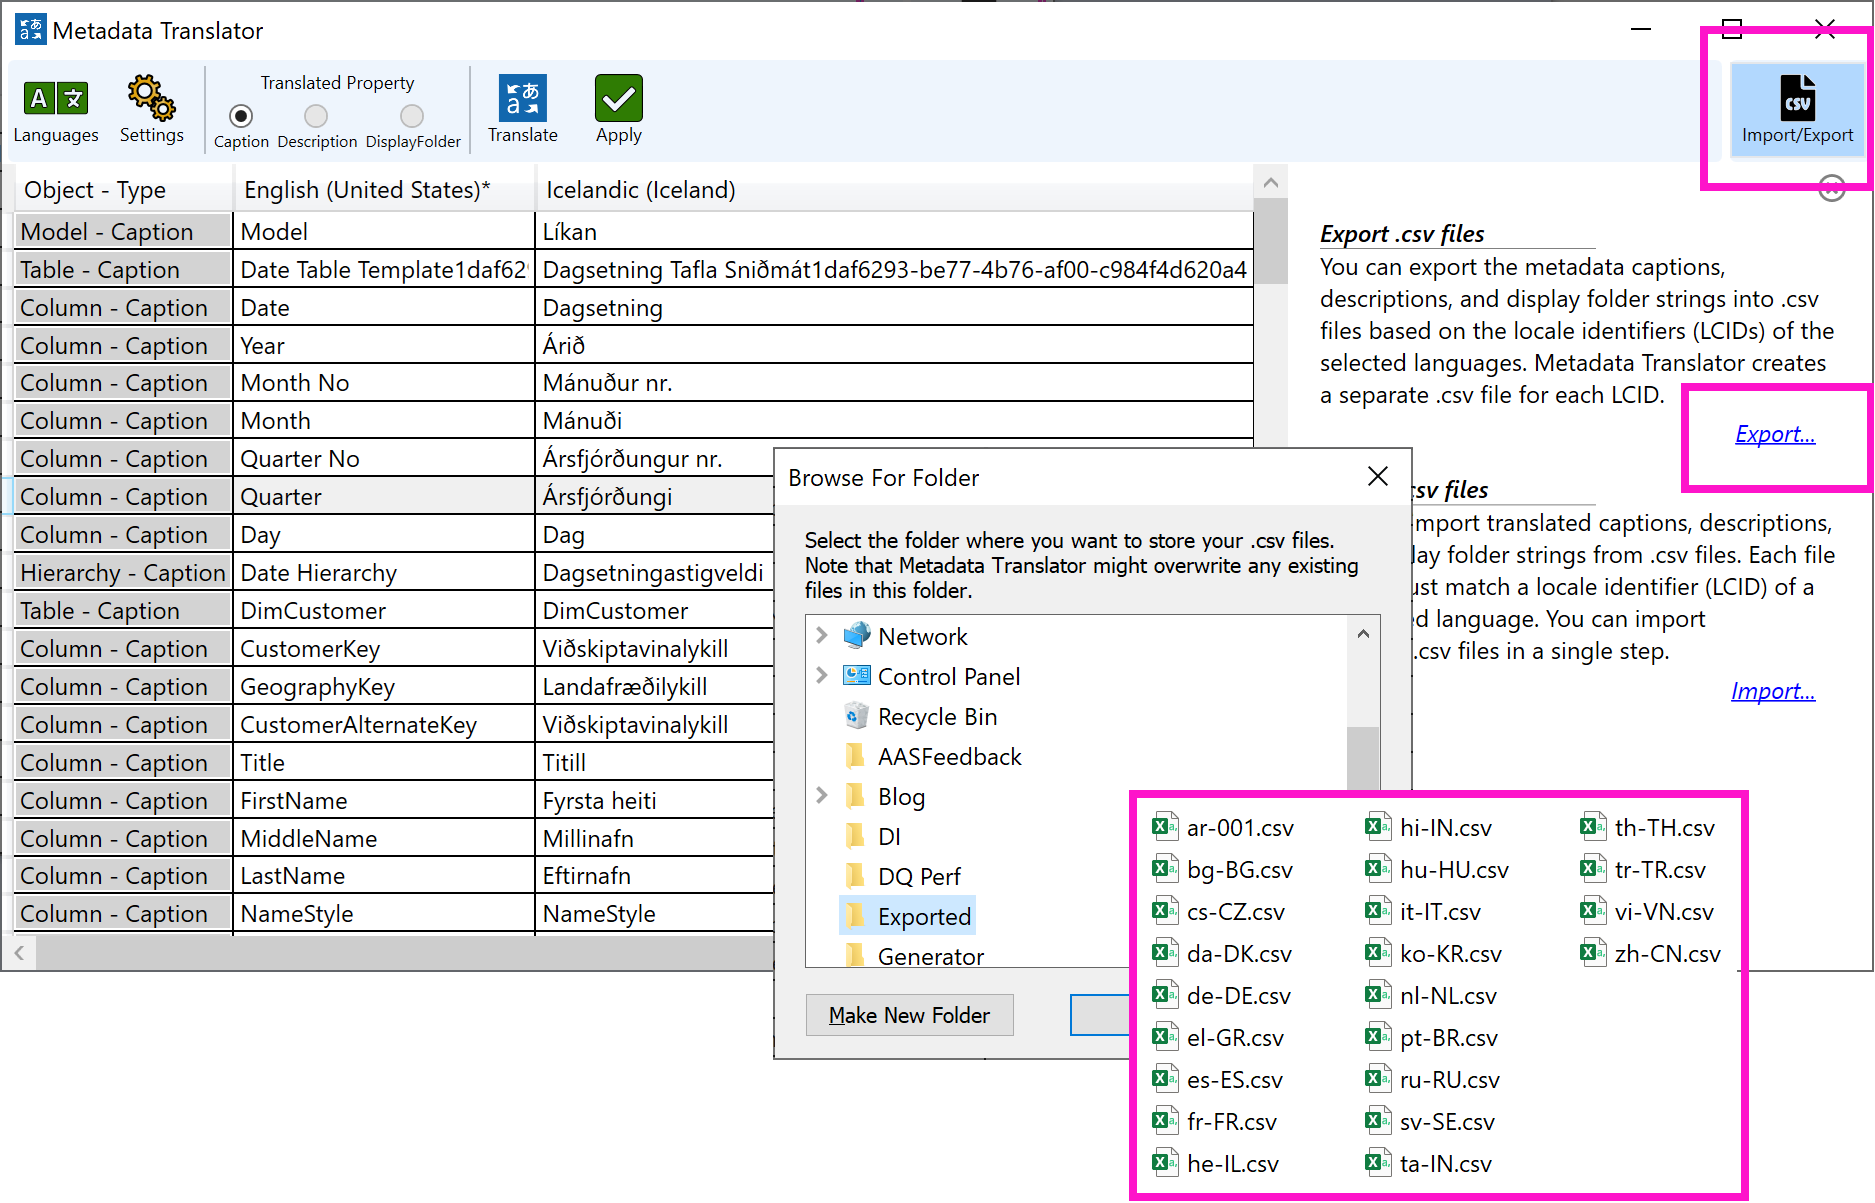 Metadata Translator
Languages
Settings
Translated Property
Caption
Description
DisplayFolder
Translate
Apply
CSV
Import/Export
Object - Type
English (United States)*
Icelandic (Iceland)
Model - Caption
Model
Líkan
Table - Caption
Date Table Template1daf629
Dagsetning Tafla Sniðmát1daf6293-be77-4b76-af00-c984f4d620a4
Column - Caption
Date
Dagsetning
Column - Caption
Year
Árið
Column - Caption
Month No
Mánuður nr.
Column - Caption
Month
Mánuði
Column - Caption
Quarter No
Ársfjórðungur nr.
Column - Caption
Quarter
Ársfjórðungi
Column - Caption
Day
Dag
Hierarchy - Caption
Date Hierarchy
Dagsetningastigveldi
Table - Caption
DimCustomer
DimCustomer
Column - Caption
CustomerKey
Viðskiptavinalykill
Column - Caption
GeographyKey
Landafræðilykill
Column - Caption
CustomerAlternateKey
Viðskiptavinalykill
Column - Caption
Title
Titill
Column - Caption
FirstName
Fyrsta heiti
Column - Caption
MiddleName
Millinafn
Column - Caption
LastName
Eftirnafn
Column - Caption
NameStyle
NameStyle
Export .csv files
You can export the metadata captions,
descriptions, and display folder strings into .csv
files based on the locale identifiers (LCIDs) of the
selected languages. Metadata Translator creates
a separate .csv file for each LCID.
Export...
csv files
mport translated captions, descriptions,
lay folder strings from .csv files. Each file
ust match a locale identifier (LCID) of a
d language. You can import
.csv files in a single step.
Import...
Browse For Folder
Select the folder where you want to store your .csv files.
Note that Metadata Translator might overwrite any existing
files in this folder.
Network
Control Panel
Recycle Bin
AASFeedback
Blog
DI
DQ Perf
Exported
Generator
Make New Folder
ar-001.csv
bg-BG.csv
cs-CZ.csv
da-DK.csv
de-DE.csv
el-GR.csv
es-ES.csv
fr-FR.csv
he-IL.csv
hi-IN.csv
hu-HU.csv
it-IT.csv
ko-KR.csv
nl-NL.csv
pt-BR.csv
ru-RU.csv
sv-SE.csv
ta-IN.csv
th-TH.csv
tr-TR.csv
vi-VN.csv
zh-CN.csv